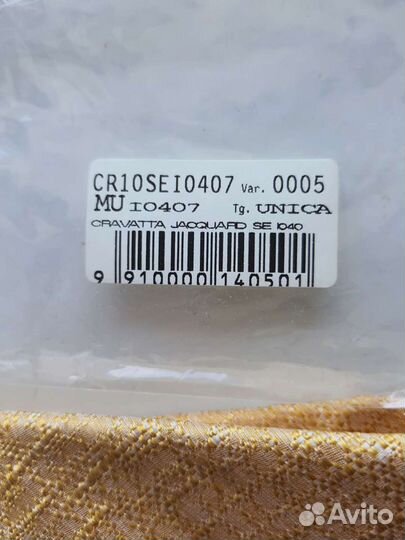 CR10SEI0407 Var. 0005
MU I0407 Tg. UNICA
CRAVATTA JACQUARD SE I040
9 910000 140501
Avito